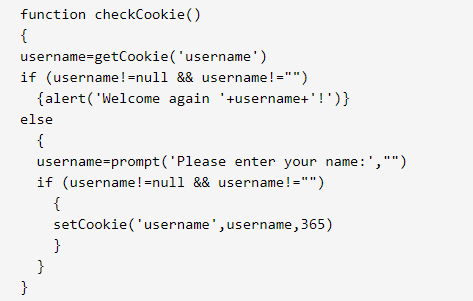 function checkCookie()
{
username=getCookie('username')
if (username!=null && username!="")
  {alert('Welcome again '+username+'!')}
else
  {
  username=prompt('Please enter your name:',"")
  if (username!=null && username!="")
    {
    setCookie('username',username,365)
    }
  }
}